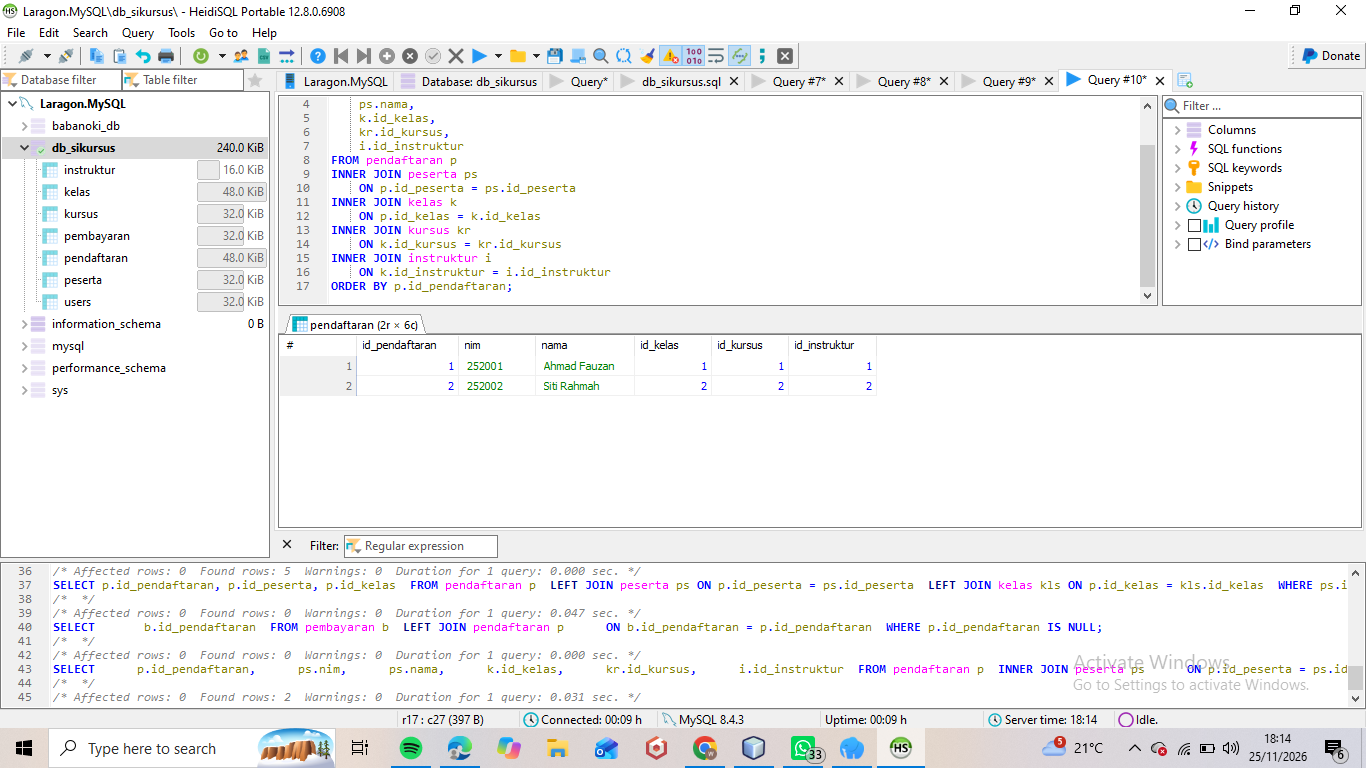 Laragon.MySQL\db_sikursus\ - HeidiSQL Portable 12.8.0.6908
File Edit Search Query Tools Go to Help
Donate
Database filter Table filter
Laragon.MySQL Database: db_sikursus Query* db_sikursus.sql Query #7* Query #8* Query #9* Query #10*
Laragon.MySQL
babanoki_db
db_sikursus 240.0 KiB
instruktur 16.0 KiB
kelas 48.0 KiB
kursus 32.0 KiB
pembayaran 32.0 KiB
pendaftaran 48.0 KiB
peserta 32.0 KiB
users 32.0 KiB
information_schema 0 B
mysql
performance_schema
sys
4 ps.nama,
5 k.id_kelas,
6 kr.id_kursus,
7 i.id_instruktur
8 FROM pendaftaran p
9 INNER JOIN peserta ps
10 ON p.id_peserta = ps.id_peserta
11 INNER JOIN kelas k
12 ON p.id_kelas = k.id_kelas
13 INNER JOIN kursus kr
14 ON k.id_kursus = kr.id_kursus
15 INNER JOIN instruktur i
16 ON k.id_instruktur = i.id_instruktur
17 ORDER BY p.id_pendaftaran;
Filter ...
Columns
SQL functions
SQL keywords
Snippets
Query history
Query profile
Bind parameters
pendaftaran (2r × 6c)
# id_pendaftaran nim nama id_kelas id_kursus id_instruktur
1 1 252001 Ahmad Fauzan 1 1 1
2 2 252002 Siti Rahmah 2 2 2
Filter: Regular expression
36 /* Affected rows: 0 Found rows: 5 Warnings: 0 Duration for 1 query: 0.000 sec. */
37 SELECT p.id_pendaftaran, p.id_peserta, p.id_kelas FROM pendaftaran p LEFT JOIN peserta ps ON p.id_peserta = ps.id_peserta LEFT JOIN kelas kls ON p.id_kelas = kls.id_kelas WHERE ps.i
38 /* */
39 /* Affected rows: 0 Found rows: 0 Warnings: 0 Duration for 1 query: 0.047 sec. */
40 SELECT b.id_pendaftaran FROM pembayaran b LEFT JOIN pendaftaran p ON b.id_pendaftaran = p.id_pendaftaran WHERE p.id_pendaftaran IS NULL;
41 /* */
42 /* Affected rows: 0 Found rows: 0 Warnings: 0 Duration for 1 query: 0.000 sec. */
43 SELECT p.id_pendaftaran, ps.nim, ps.nama, k.id_kelas, kr.id_kursus, i.id_instruktur FROM pendaftaran p INNER JOIN peserta ps ON p.id_peserta = ps.id
44 /* */
45 /* Affected rows: 0 Found rows: 2 Warnings: 0 Duration for 1 query: 0.031 sec. */
Activate Windows
Go to Settings to activate Windows.
r17 : c27 (397 B) Connected: 00:09 h MySQL 8.4.3 Uptime: 00:09 h Server time: 18:14 Idle.
Type here to search
33
HS
5
21°C
18:14
25/11/2026
6